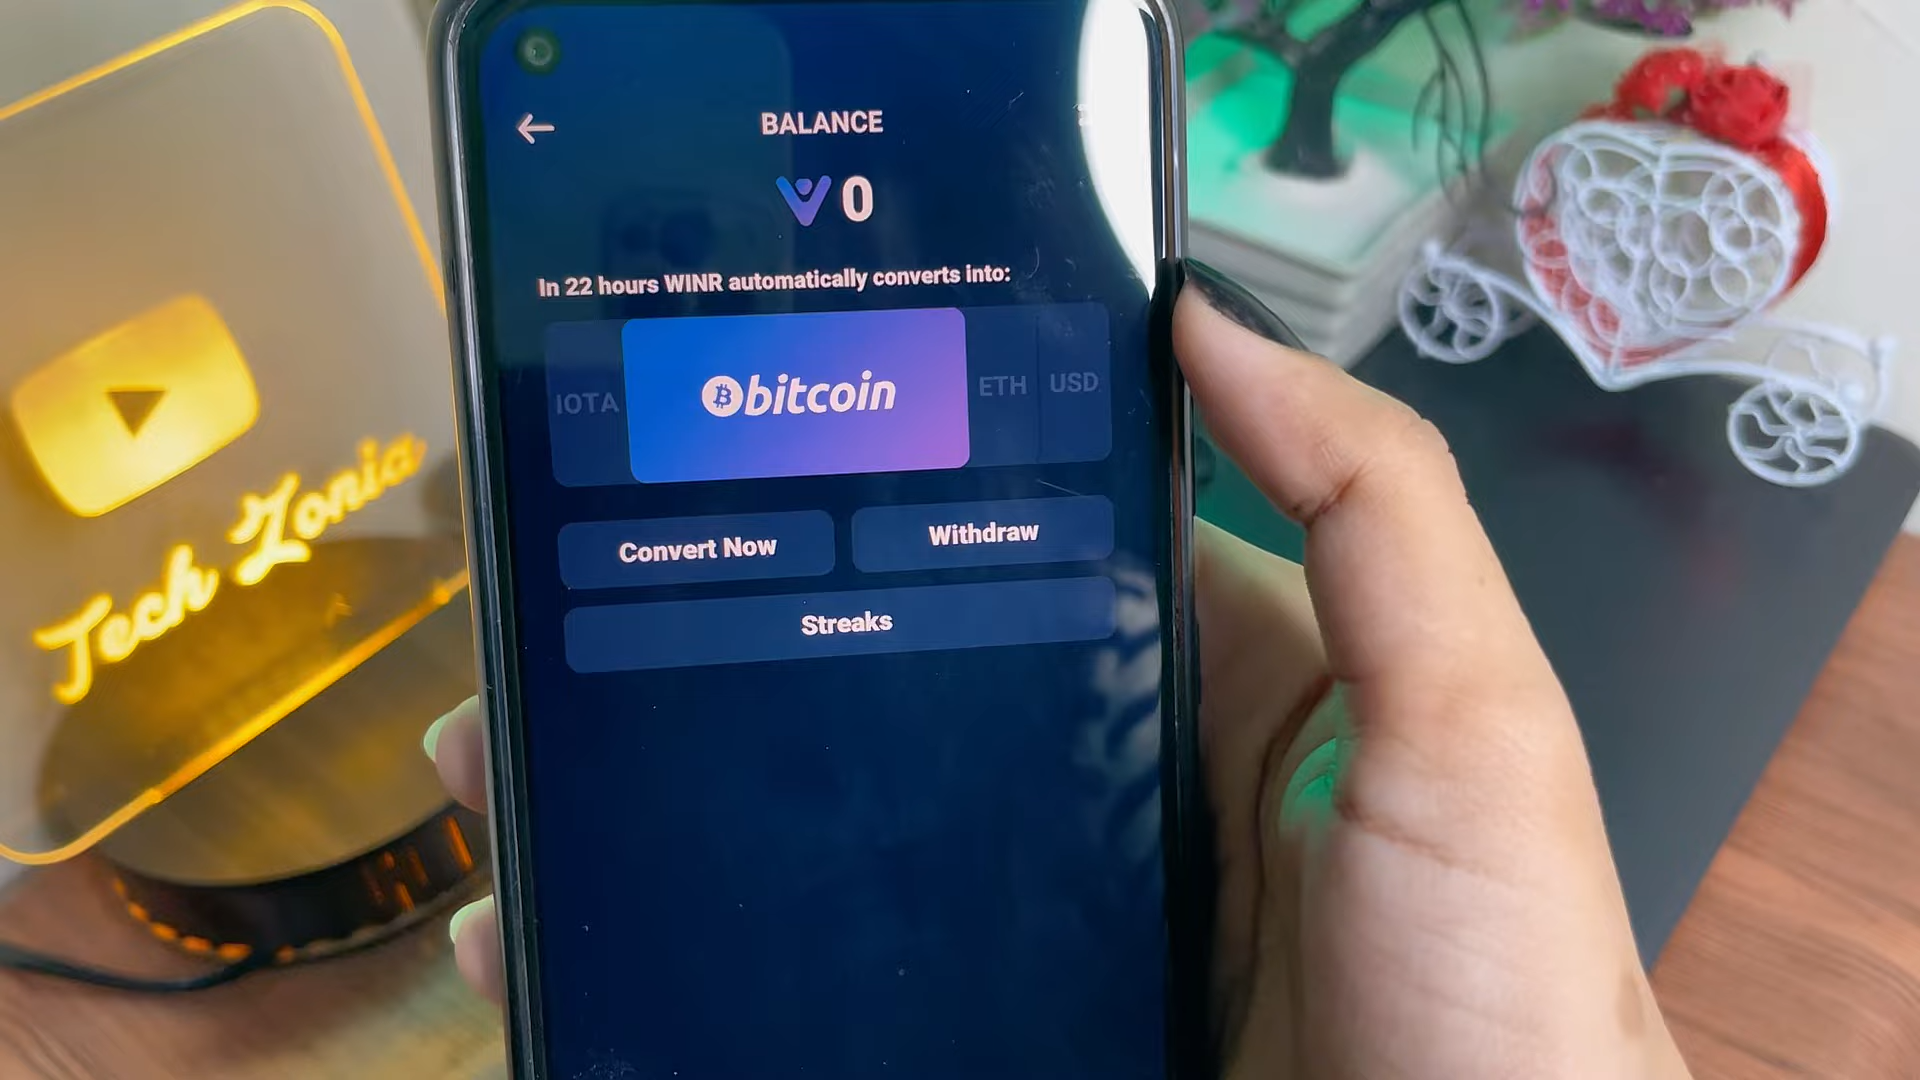 BALANCE
0
In 22 hours WINR automatically converts into:
IOTA
bitcoin
ETH
USD
Convert Now
Withdraw
Streaks
Tech Zonia